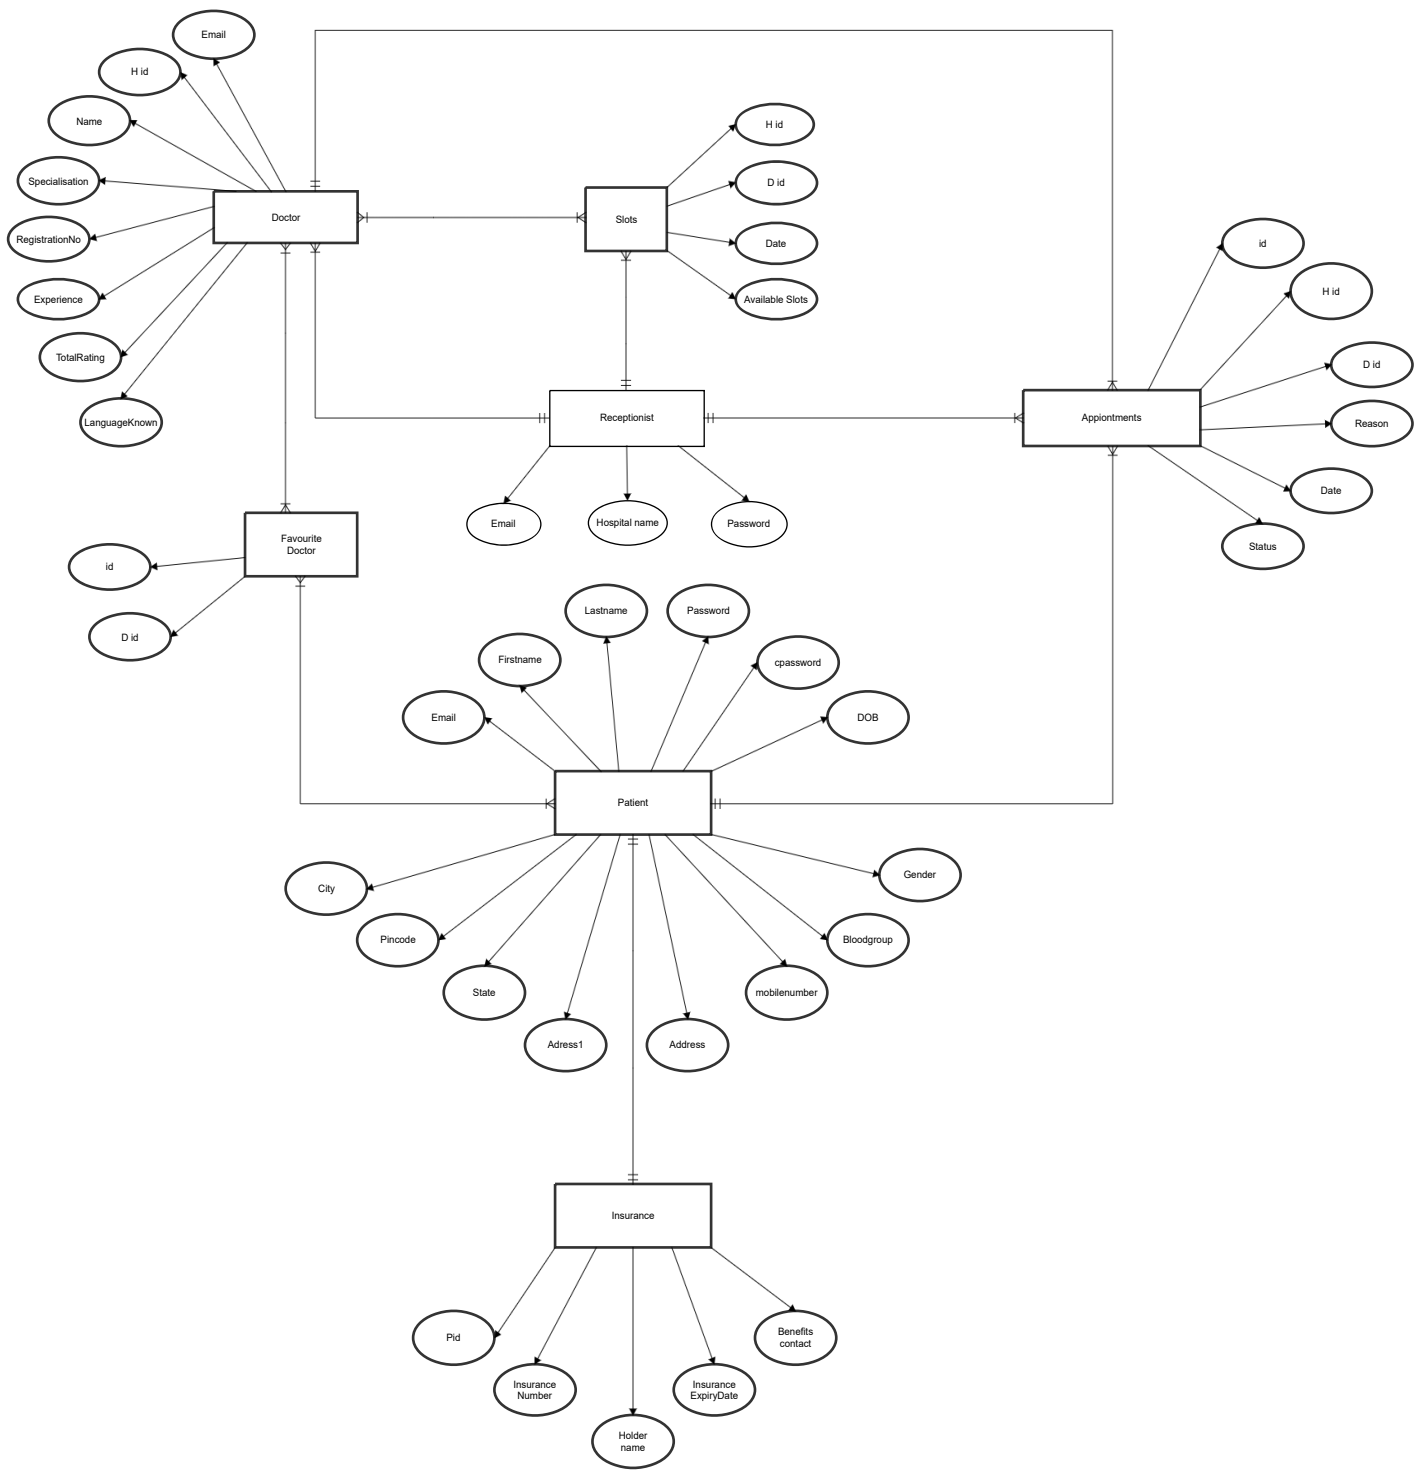 Email
H id
Name
Specialisation
RegistrationNo
Experience
TotalRating
LanguageKnown
Doctor
Slots
H id
D id
Date
Available Slots
Receptionist
Email
Hospital name
Password
Appiontments
id
H id
D id
Reason
Date
Status
Favourite
Doctor
id
D id
Lastname
Password
Firstname
cpassword
Email
DOB
Patient
City
Pincode
State
Adress1
Address
mobilenumber
Bloodgroup
Gender
Insurance
Pid
Insurance
Number
Holder
name
Insurance
ExpiryDate
Benefits
contact